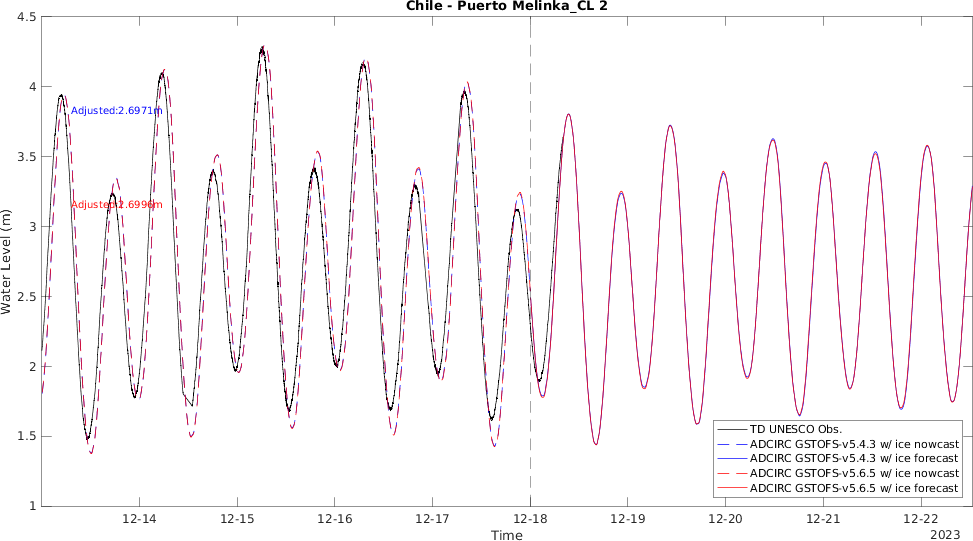 Chile - Puerto Melinka_CL 2
4.5
4
3.5
3
2.5
2
1.5
1
Water Level (m)
Adjusted:2.6971m
Adjusted:2.6996m
TD UNESCO Obs.
ADCIRC GSTOFS-v5.4.3 w/ ice nowcast
ADCIRC GSTOFS-v5.4.3 w/ ice forecast
ADCIRC GSTOFS-v5.6.5 w/ ice nowcast
ADCIRC GSTOFS-v5.6.5 w/ ice forecast
12-14 12-15 12-16 12-17 12-18 12-19 12-20 12-21 12-22
Time
2023